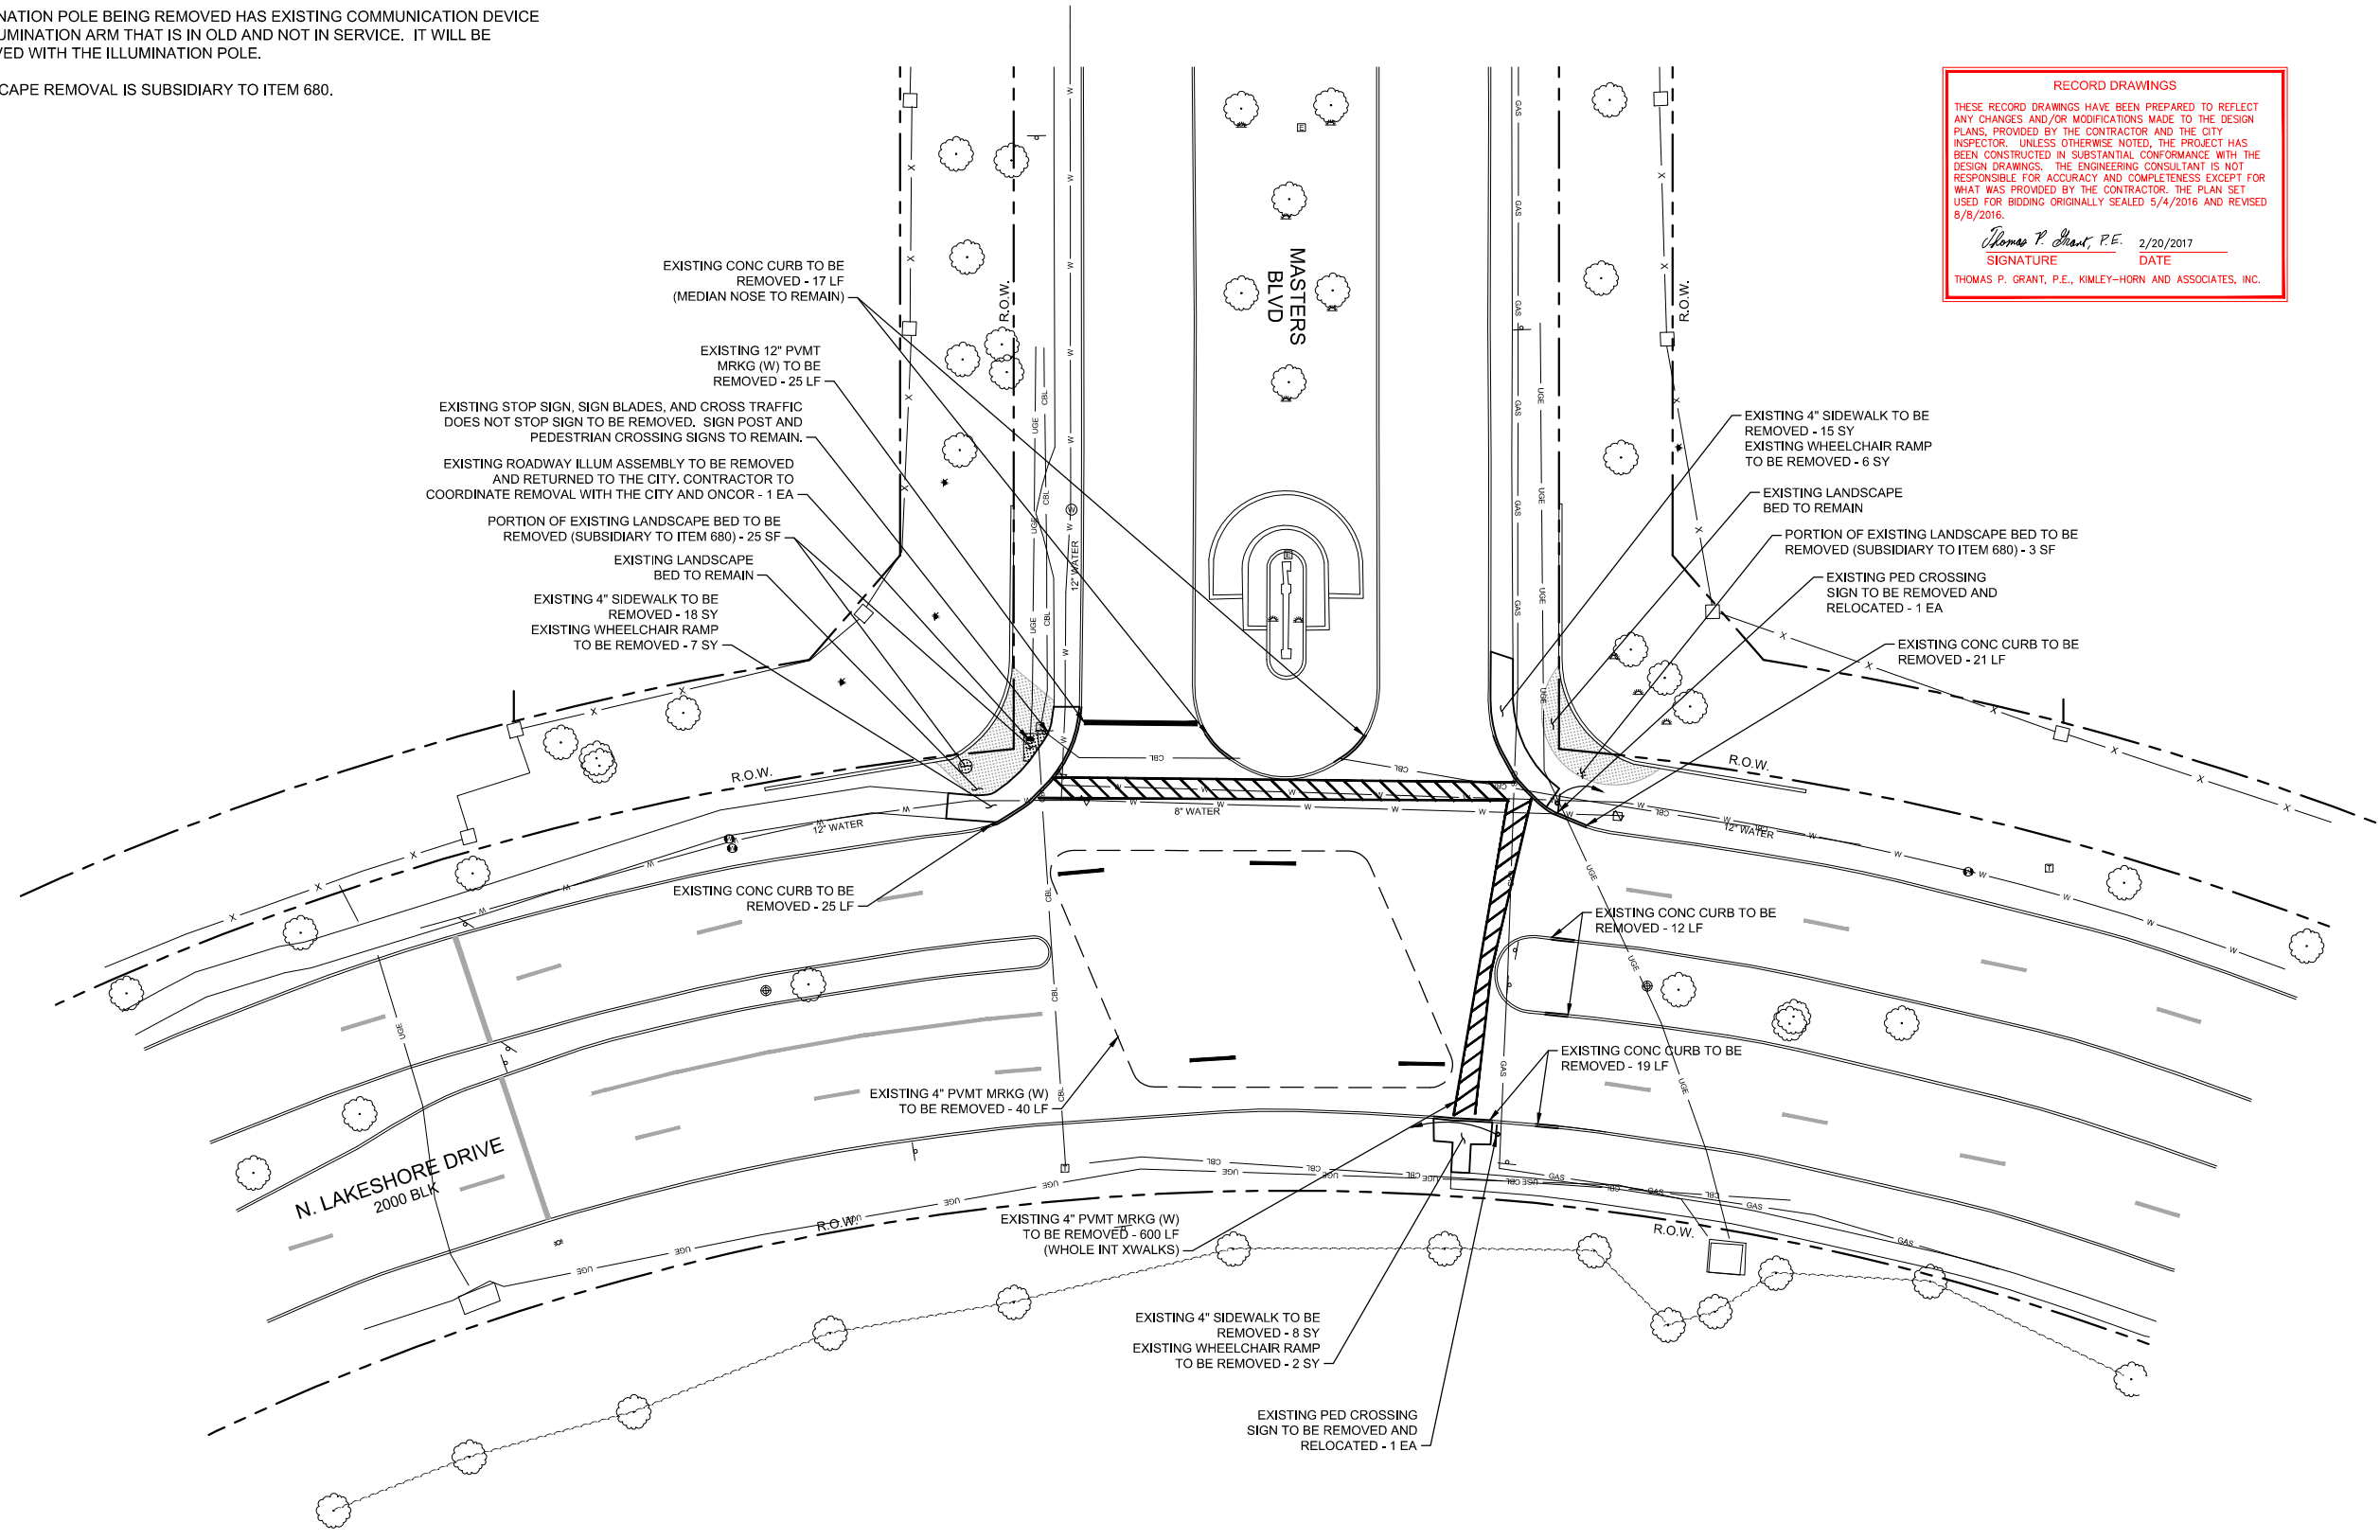 NATION POLE BEING REMOVED HAS EXISTING COMMUNICATION DEVICE
UMINATION ARM THAT IS IN OLD AND NOT IN SERVICE. IT WILL BE
VED WITH THE ILLUMINATION POLE.
CAPE REMOVAL IS SUBSIDIARY TO ITEM 680.
RECORD DRAWINGS
THESE RECORD DRAWINGS HAVE BEEN PREPARED TO REFLECT
ANY CHANGES AND/OR MODIFICATIONS MADE TO THE DESIGN
PLANS, PROVIDED BY THE CONTRACTOR AND THE CITY
INSPECTOR. UNLESS OTHERWISE NOTED, THE PROJECT HAS
BEEN CONSTRUCTED IN SUBSTANTIAL CONFORMANCE WITH THE
DESIGN DRAWINGS. THE ENGINEERING CONSULTANT IS NOT
RESPONSIBLE FOR ACCURACY AND COMPLETENESS EXCEPT FOR
WHAT WAS PROVIDED BY THE CONTRACTOR. THE PLAN SET
USED FOR BIDDING ORIGINALLY SEALED 5/4/2016 AND REVISED
8/8/2016.
Thomas P. Grant, P.E. 2/20/2017
SIGNATURE DATE
THOMAS P. GRANT, P.E., KIMLEY-HORN AND ASSOCIATES, INC.
EXISTING CONC CURB TO BE
REMOVED - 17 LF
(MEDIAN NOSE TO REMAIN)
EXISTING 12" PVMT
MRKG (W) TO BE
REMOVED - 25 LF
EXISTING STOP SIGN, SIGN BLADES, AND CROSS TRAFFIC
DOES NOT STOP SIGN TO BE REMOVED. SIGN POST AND
PEDESTRIAN CROSSING SIGNS TO REMAIN.
EXISTING ROADWAY ILLUM ASSEMBLY TO BE REMOVED
AND RETURNED TO THE CITY. CONTRACTOR TO
COORDINATE REMOVAL WITH THE CITY AND ONCOR - 1 EA
PORTION OF EXISTING LANDSCAPE BED TO BE
REMOVED (SUBSIDIARY TO ITEM 680) - 25 SF
EXISTING LANDSCAPE
BED TO REMAIN
EXISTING 4" SIDEWALK TO BE
REMOVED - 18 SY
EXISTING WHEELCHAIR RAMP
TO BE REMOVED - 7 SY
MASTERS
BLVD
R.O.W.
R.O.W.
EXISTING 4" SIDEWALK TO BE
REMOVED - 15 SY
EXISTING WHEELCHAIR RAMP
TO BE REMOVED - 6 SY
EXISTING LANDSCAPE
BED TO REMAIN
PORTION OF EXISTING LANDSCAPE BED TO BE
REMOVED (SUBSIDIARY TO ITEM 680) - 3 SF
EXISTING PED CROSSING
SIGN TO BE REMOVED AND
RELOCATED - 1 EA
EXISTING CONC CURB TO BE
REMOVED - 21 LF
12" WATER
R.O.W.
R.O.W.
12" WATER
8" WATER
12" WATER
EXISTING CONC CURB TO BE
REMOVED - 25 LF
EXISTING CONC CURB TO BE
REMOVED - 12 LF
EXISTING CONC CURB TO BE
REMOVED - 19 LF
EXISTING 4" PVMT MRKG (W)
TO BE REMOVED - 40 LF
N. LAKESHORE DRIVE
2000 BLK
R.O.W.
R.O.W.
EXISTING 4" PVMT MRKG (W)
TO BE REMOVED - 600 LF
(WHOLE INT XWALKS)
EXISTING 4" SIDEWALK TO BE
REMOVED - 8 SY
EXISTING WHEELCHAIR RAMP
TO BE REMOVED - 2 SY
EXISTING PED CROSSING
SIGN TO BE REMOVED AND
RELOCATED - 1 EA